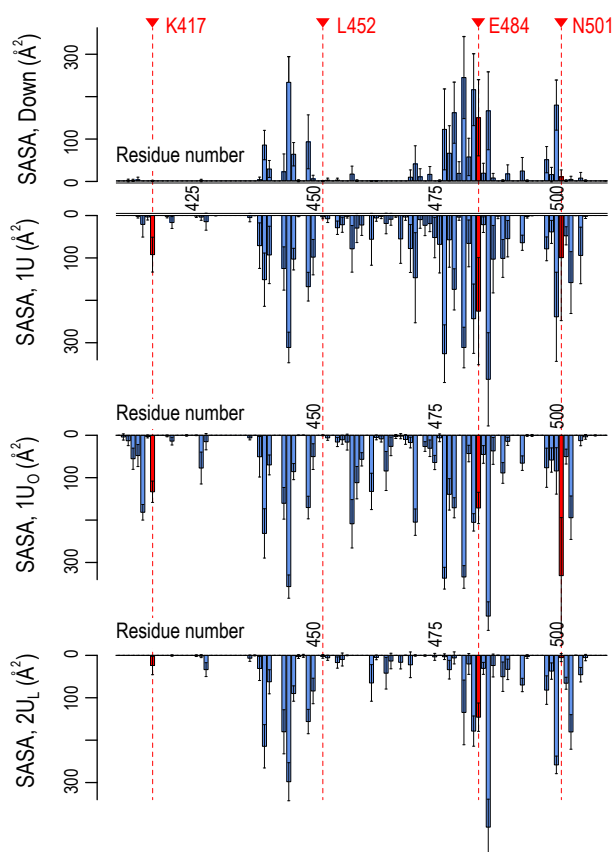 K417 L452 E484 N501
SASA, Down (Å²)
300
100
0
Residue number
425 450 475 500
SASA, 1U (Å²)
0
100
300
Residue number
450 475 500
SASA, 1U_O (Å²)
0
100
300
Residue number
450 475 500
SASA, 2U_L (Å²)
0
100
300